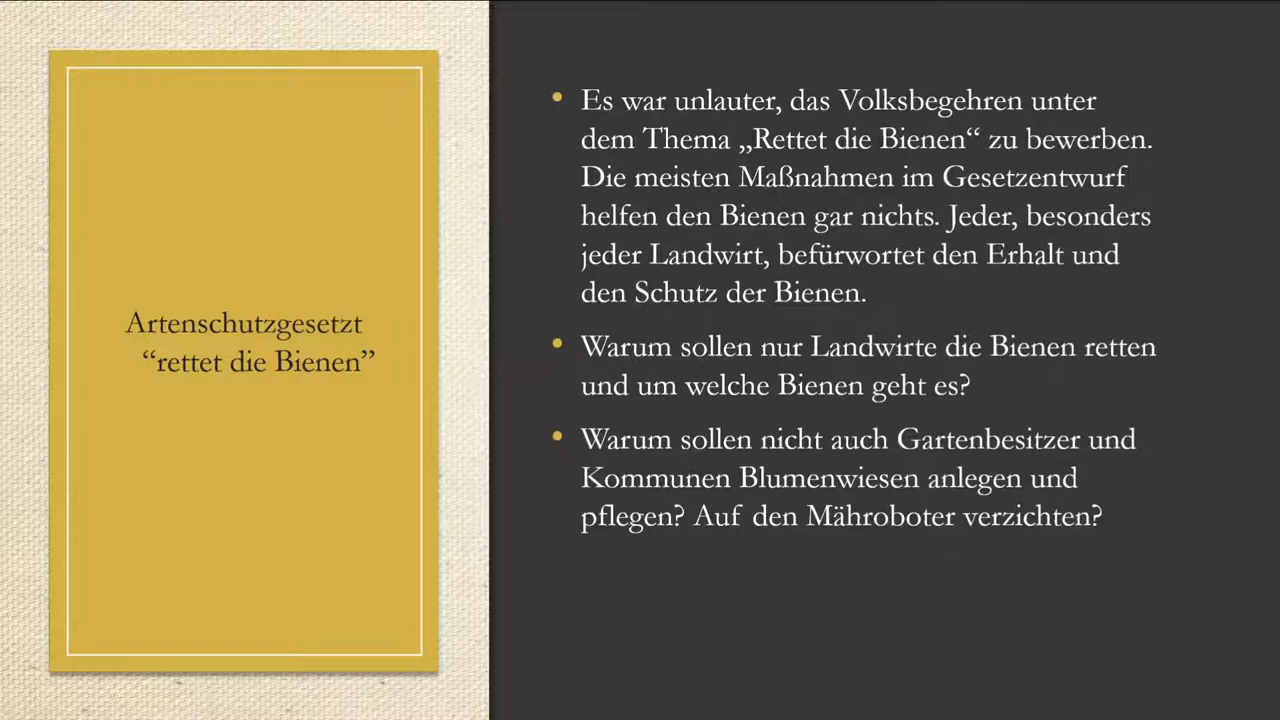 Artenschutzgesetzt
“rettet die Bienen”
• Es war unlauter, das Volksbegehren unter
dem Thema „Rettet die Bienen“ zu bewerben.
Die meisten Maßnahmen im Gesetzentwurf
helfen den Bienen gar nichts. Jeder, besonders
jeder Landwirt, befürwortet den Erhalt und
den Schutz der Bienen.
• Warum sollen nur Landwirte die Bienen retten
und um welche Bienen geht es?
• Warum sollen nicht auch Gartenbesitzer und
Kommunen Blumenwiesen anlegen und
pflegen? Auf den Mähroboter verzichten?